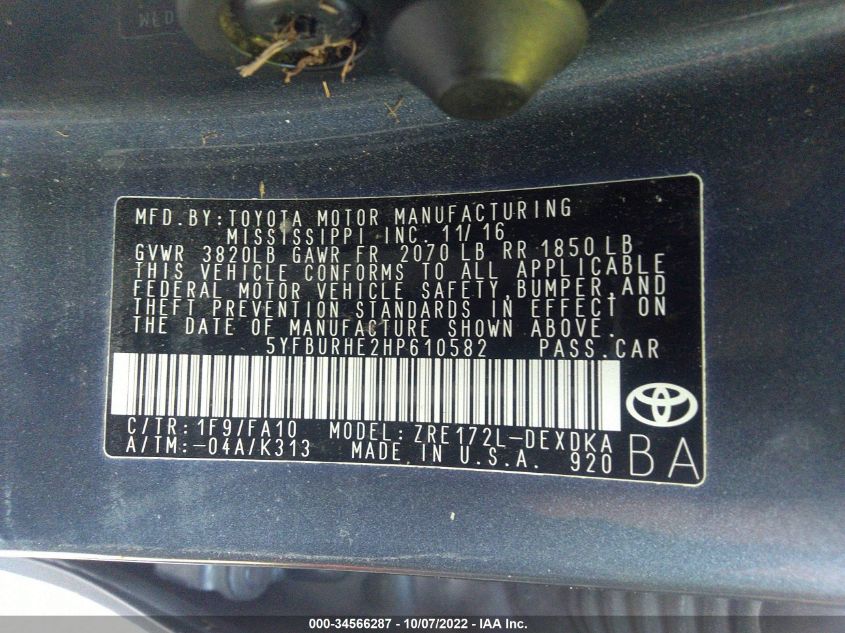 WED
MFD.BY:TOYOTA MOTOR MANUFACTURING
MISSISSIPPI INC. 11/16
GVWR 3820LB GAWR FR 2070 LB RR 1850 LB
THIS VEHICLE CONFORMS TO ALL APPLICABLE
FEDERAL MOTOR VEHICLE SAFETY,BUMPER,AND
THEFT PREVENTION STANDARDS IN EFFECT ON
THE DATE OF MANUFACTURE SHOWN ABOVE.
5YFBURHE2HP610582 PASS.CAR
C/TR: 1F9/FA10 MODEL: ZRE172L-DEXDKA
A/TM:-04A/K313 MADE IN U.S.A. 920 BA
000-34566287 - 10/07/2022 - IAA Inc.